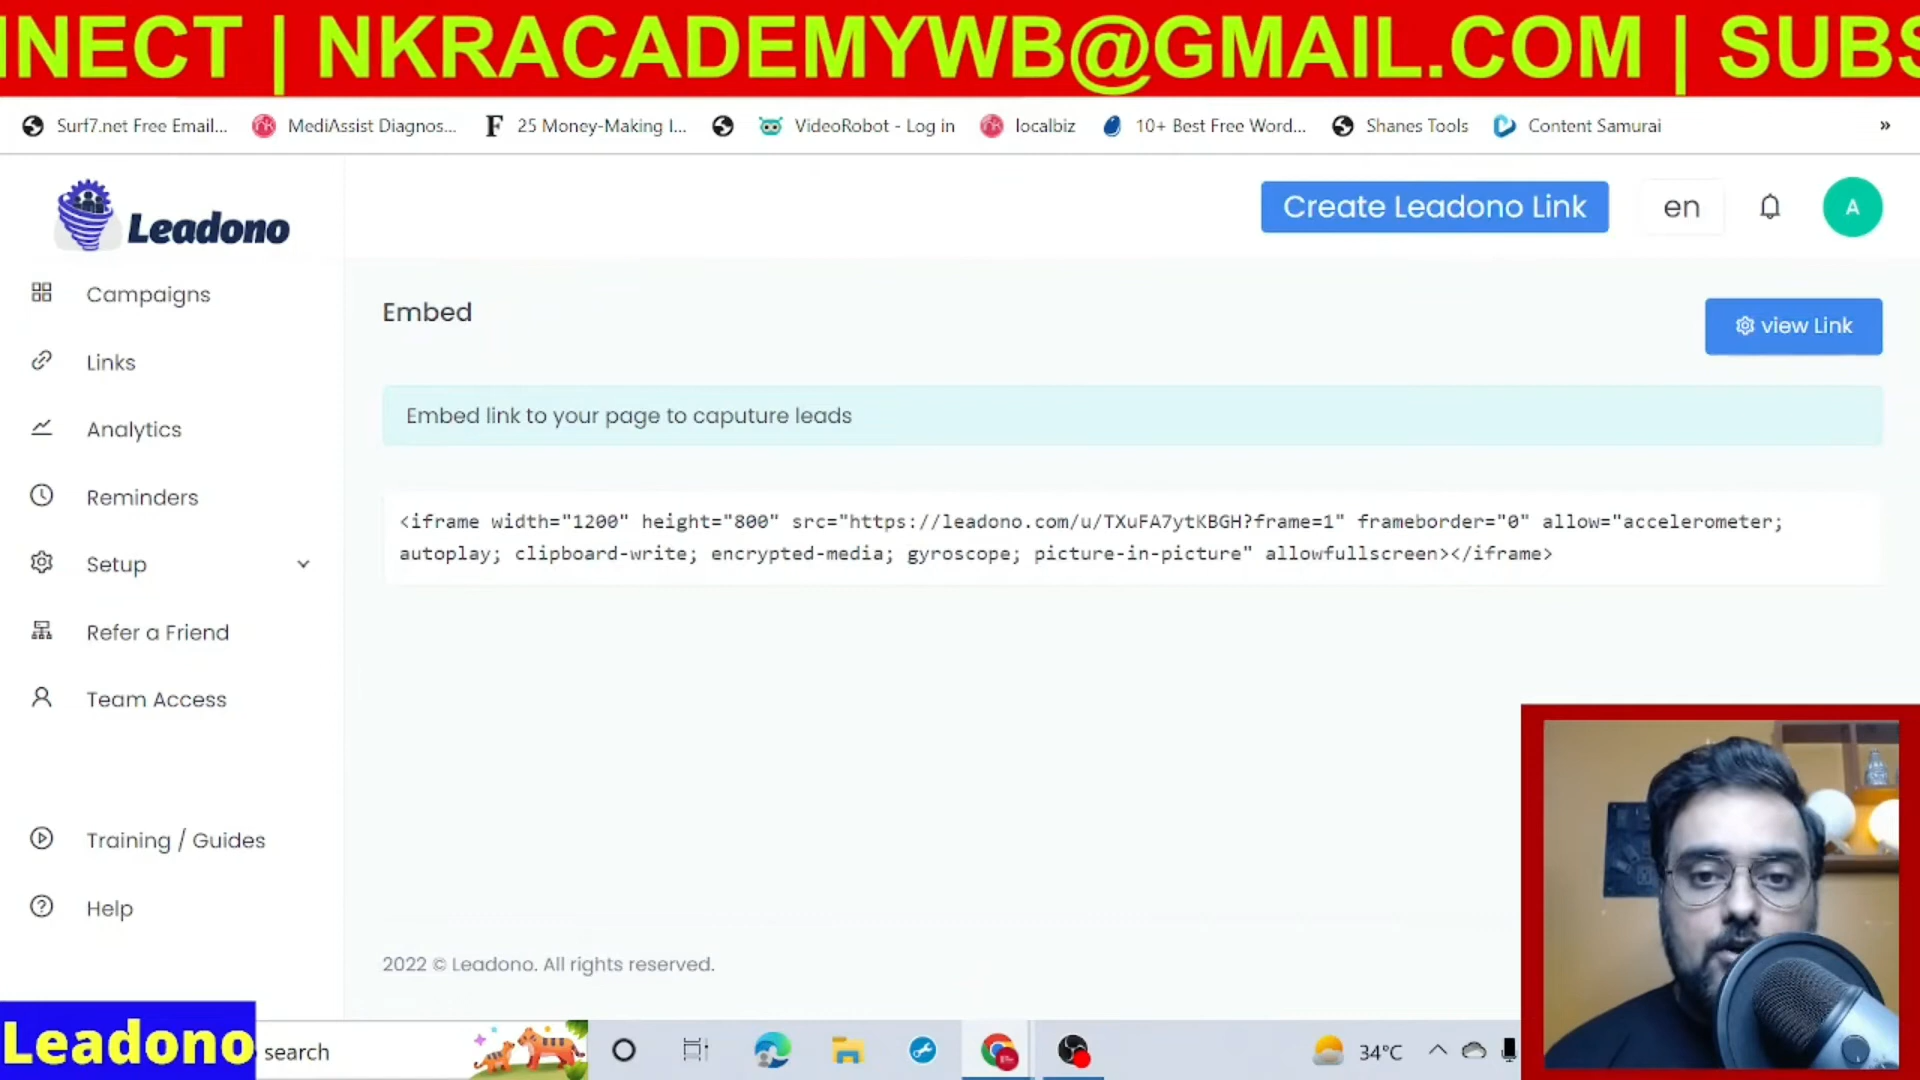 NNECT | NKRACADEMYWB@GMAIL.COM | SUBS
Surf7.net Free Email...
MediAssist Diagnos...
25 Money-Making I...
VideoRobot - Log in
localbiz
10+ Best Free Word...
Shanes Tools
Content Samurai
»
Leadono
Create Leadono Link
en
A
Campaigns
Links
Analytics
Reminders
Setup
Refer a Friend
Team Access
Training / Guides
Help
Embed
view Link
Embed link to your page to caputure leads
<iframe width="1200" height="800" src="https://leadono.com/u/TXuFA7ytKBGH?frame=1" frameborder="0" allow="accelerometer;
autoplay; clipboard-write; encrypted-media; gyroscope; picture-in-picture" allowfullscreen></iframe>
2022 © Leadono. All rights reserved.
Leadono
search
34°C